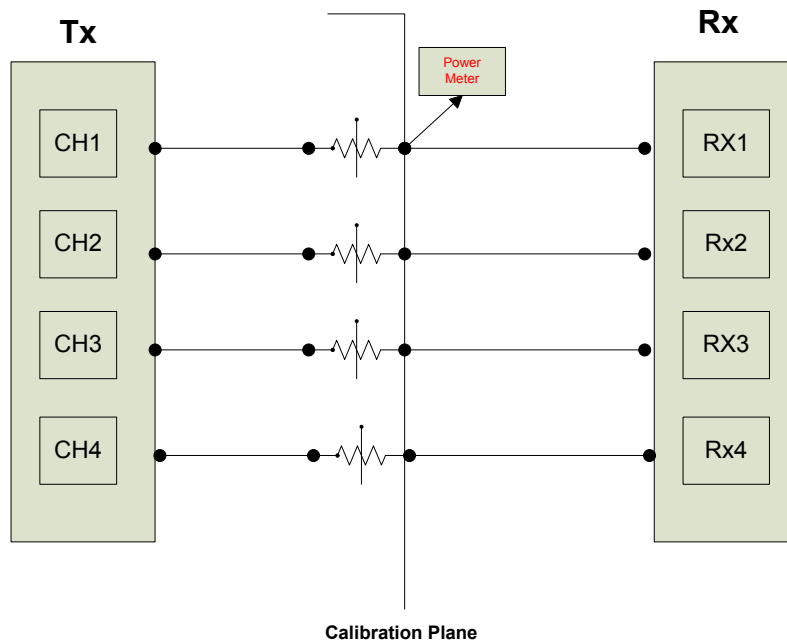 Tx
Rx
Power
Meter
CH1
RX1
CH2
Rx2
CH3
RX3
CH4
Rx4
Calibration Plane